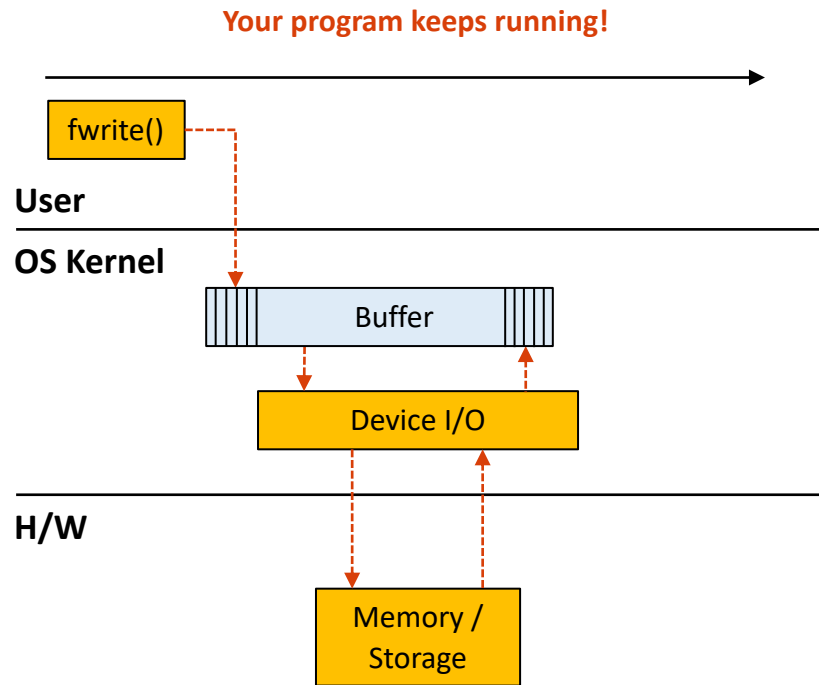 Your program keeps running!
fwrite()
User
OS Kernel
Buffer
Device I/O
H/W
Memory /
Storage